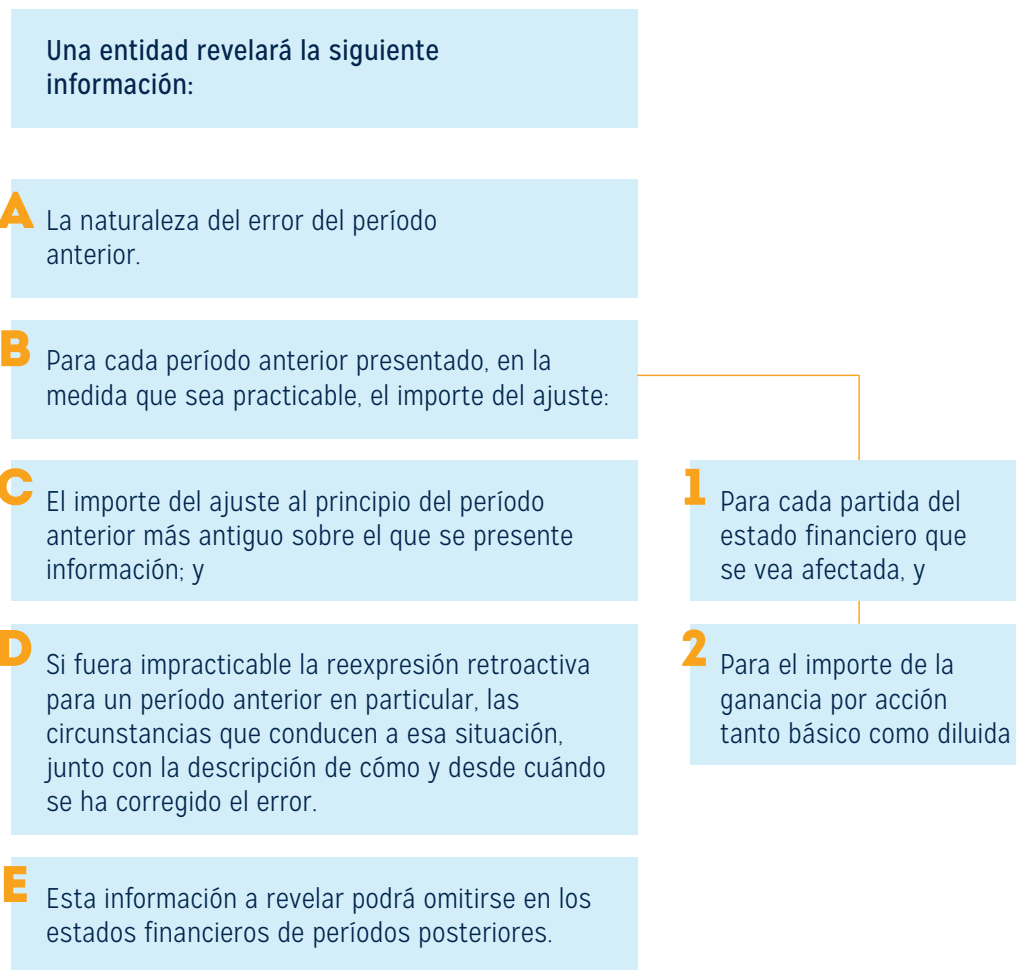 Una entidad revelará la siguiente
información:
A
La naturaleza del error del período
anterior.
B
Para cada período anterior presentado, en la
medida que sea practicable, el importe del ajuste:
1
Para cada partida del
estado financiero que
se vea afectada, y
2
Para el importe de la
ganancia por acción
tanto básico como diluida
C
El importe del ajuste al principio del período
anterior más antiguo sobre el que se presente
información; y
D
Si fuera impracticable la reexpresión retroactiva
para un período anterior en particular, las
circunstancias que conducen a esa situación,
junto con la descripción de cómo y desde cuándo
se ha corregido el error.
E
Esta información a revelar podrá omitirse en los
estados financieros de períodos posteriores.